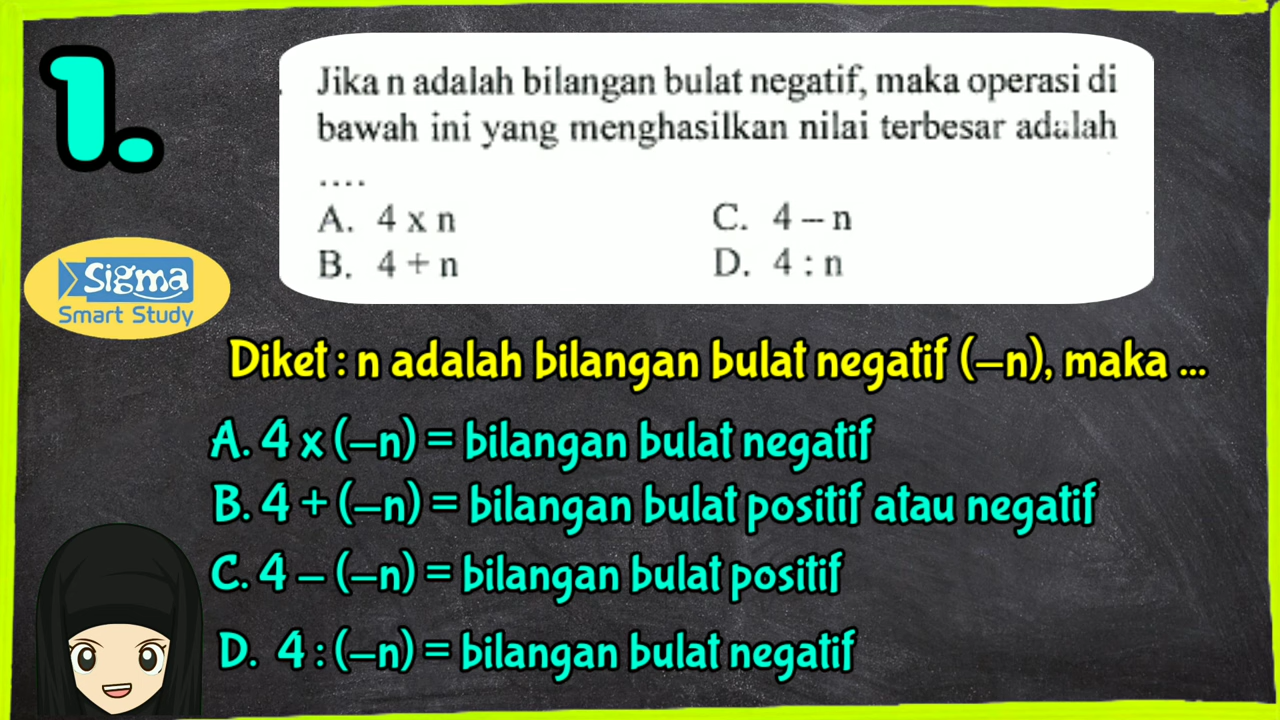 1.
Jika n adalah bilangan bulat negatif, maka operasi di
bawah ini yang menghasilkan nilai terbesar adalah
....
A. 4 x n
C. 4 – n
B. 4 + n
D. 4 : n
Sigma
Smart Study
Diket : n adalah bilangan bulat negatif (–n), maka ...
A. 4 x (–n) = bilangan bulat negatif
B. 4 + (–n) = bilangan bulat positif atau negatif
C. 4 – (–n) = bilangan bulat positif
D. 4 : (–n) = bilangan bulat negatif